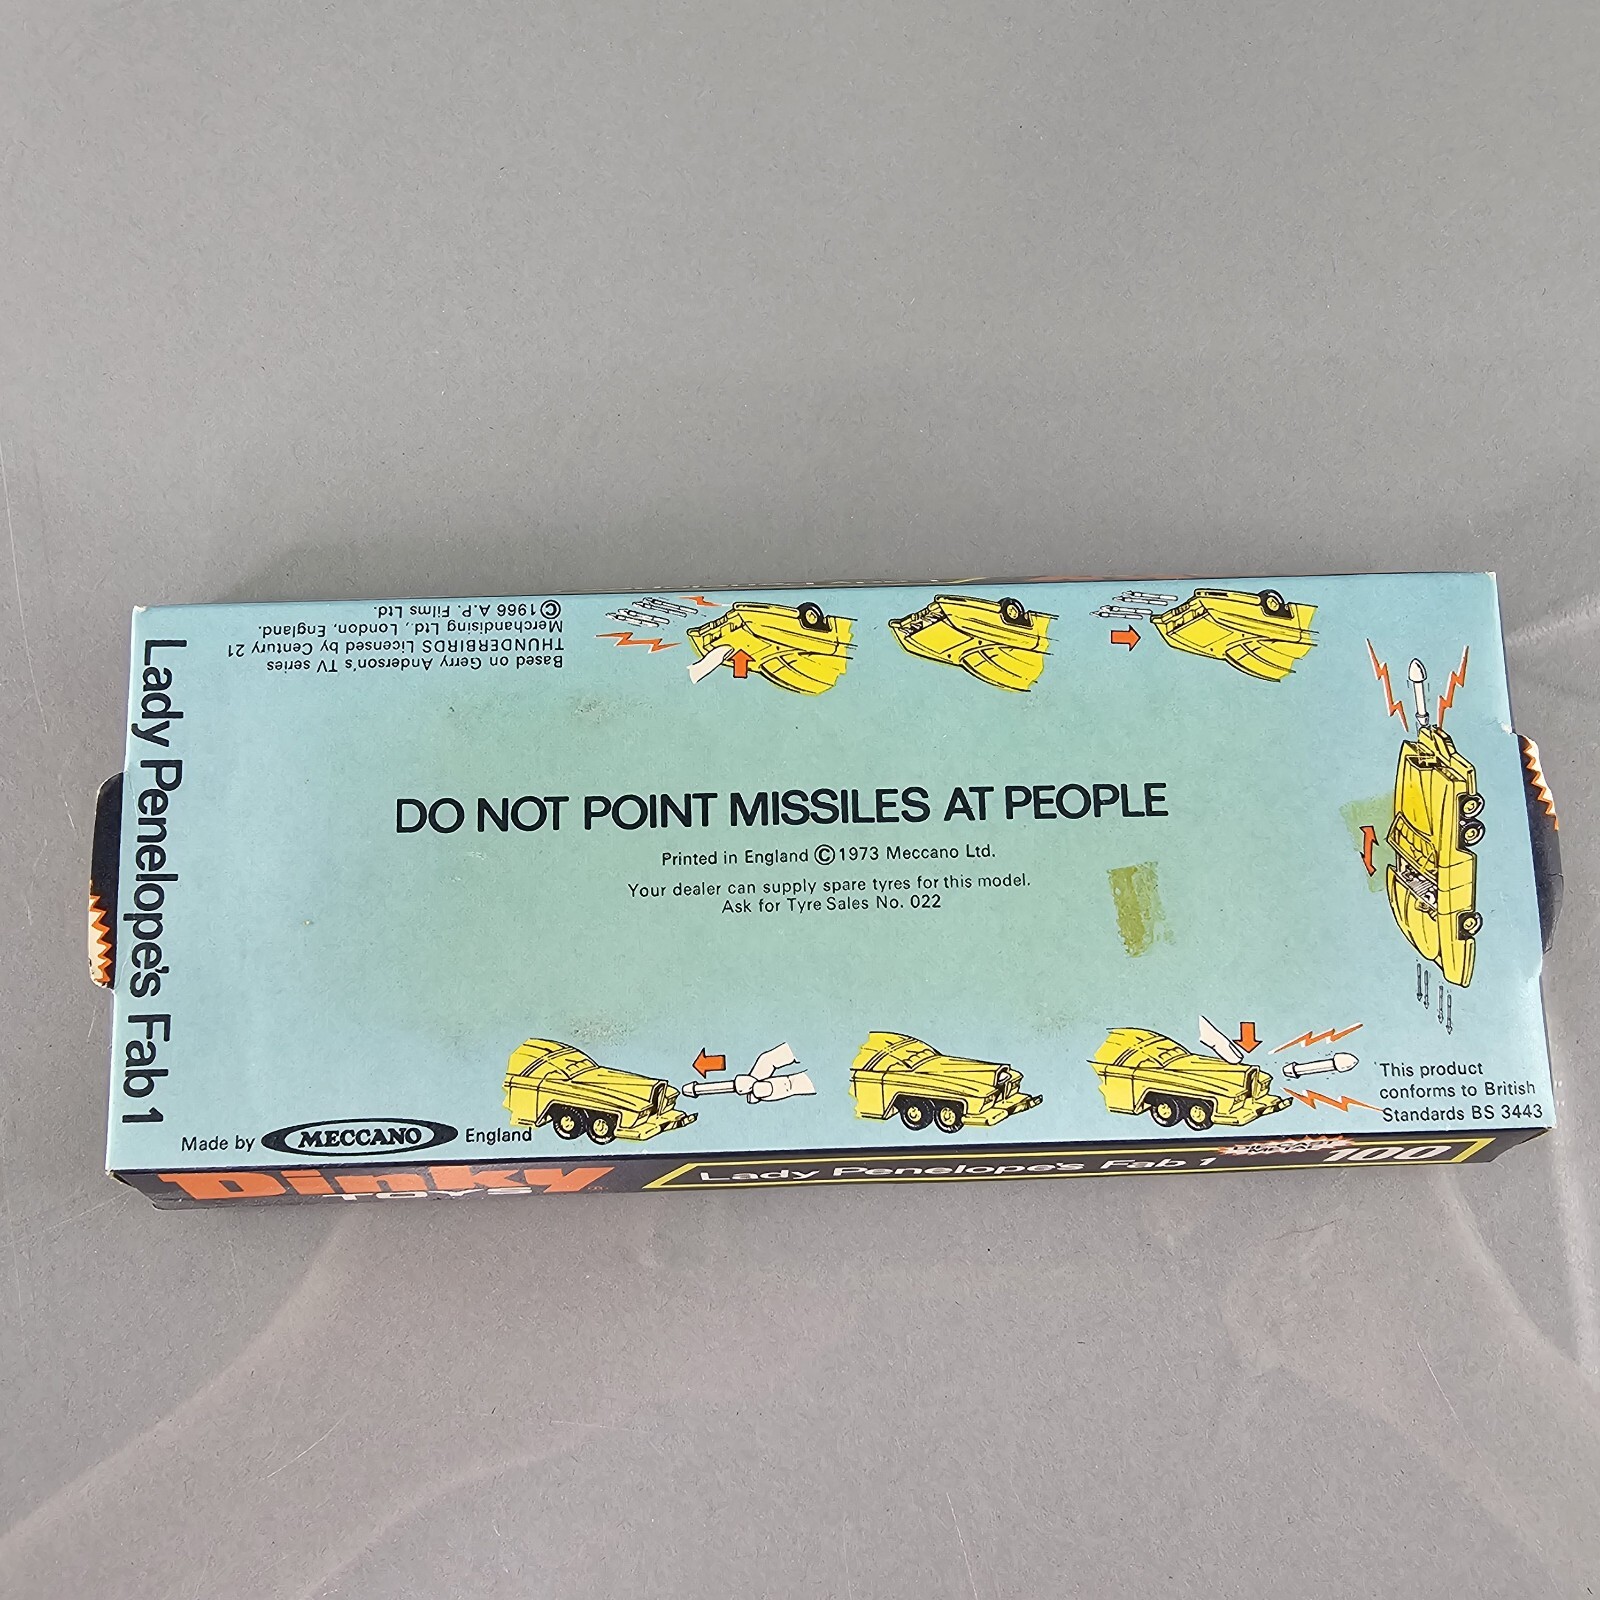 Based on Gerry Anderson's TV series
THUNDERBIRDS Licensed by Century 21
Merchandising Ltd., London, England.
©1966 A.P. Films Ltd.
Lady Penelope's Fab 1
DO NOT POINT MISSILES AT PEOPLE
Printed in England ©1973 Meccano Ltd.
Your dealer can supply spare tyres for this model.
Ask for Tyre Sales No. 022
This product
conforms to British
Standards BS 3443
Made by MECCANO England
Dinky
TOYS
Lady Penelope's Fab 1
100